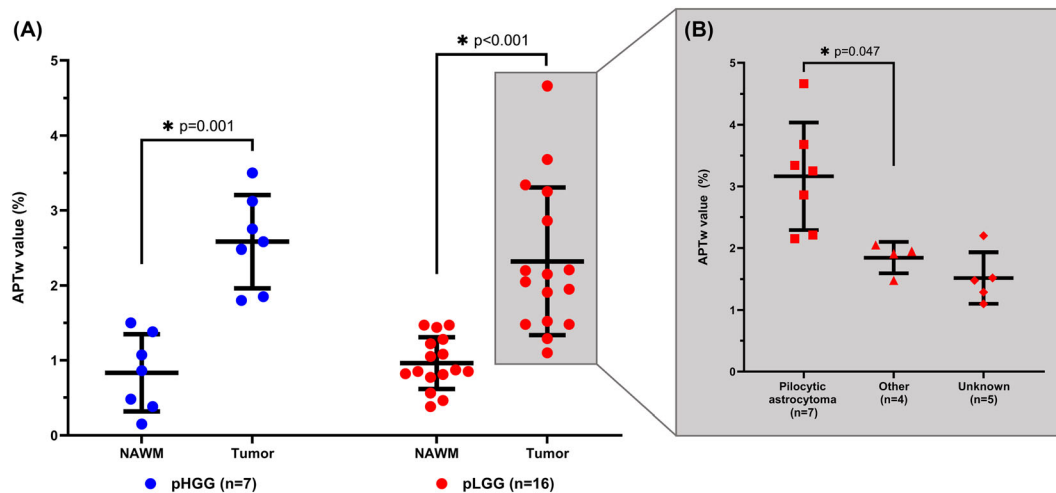 (A)
✱ p<0.001
✱ p=0.001
5
4
3
2
1
0
APTw value (%)
NAWM
Tumor
NAWM
Tumor
pHGG (n=7)
pLGG (n=16)
(B)
✱ p=0.047
5
4
3
2
1
0
APTw value (%)
Pilocytic
astrocytoma
(n=7)
Other
(n=4)
Unknown
(n=5)